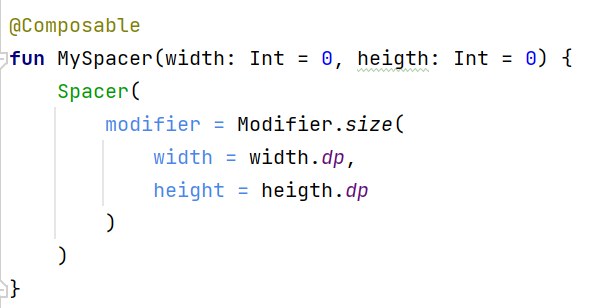 @Composable
fun MySpacer(width: Int = 0, heigth: Int = 0) {
    Spacer(
        modifier = Modifier.size(
            width = width.dp,
            height = heigth.dp
        )
    )
}